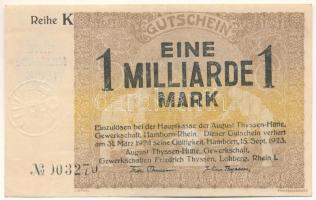 Reihe K
GUTSCHEIN
EINE
1 MILLIARDE 1
MARK
Einzulösen bei der Hauptkasse der August Thyssen-Hütte,
Gewerkschaft, Hamborn-Rhein. Dieser Gutschein verliert
am 31. März 1924 seine Gültigkeit. Hamborn, 15. Sept. 1923.
August Thyssen-Hütte, Gewerkschaft,
Gewerkschaften Friedrich Thyssen, Lohberg, Rhein I.
№ 003270